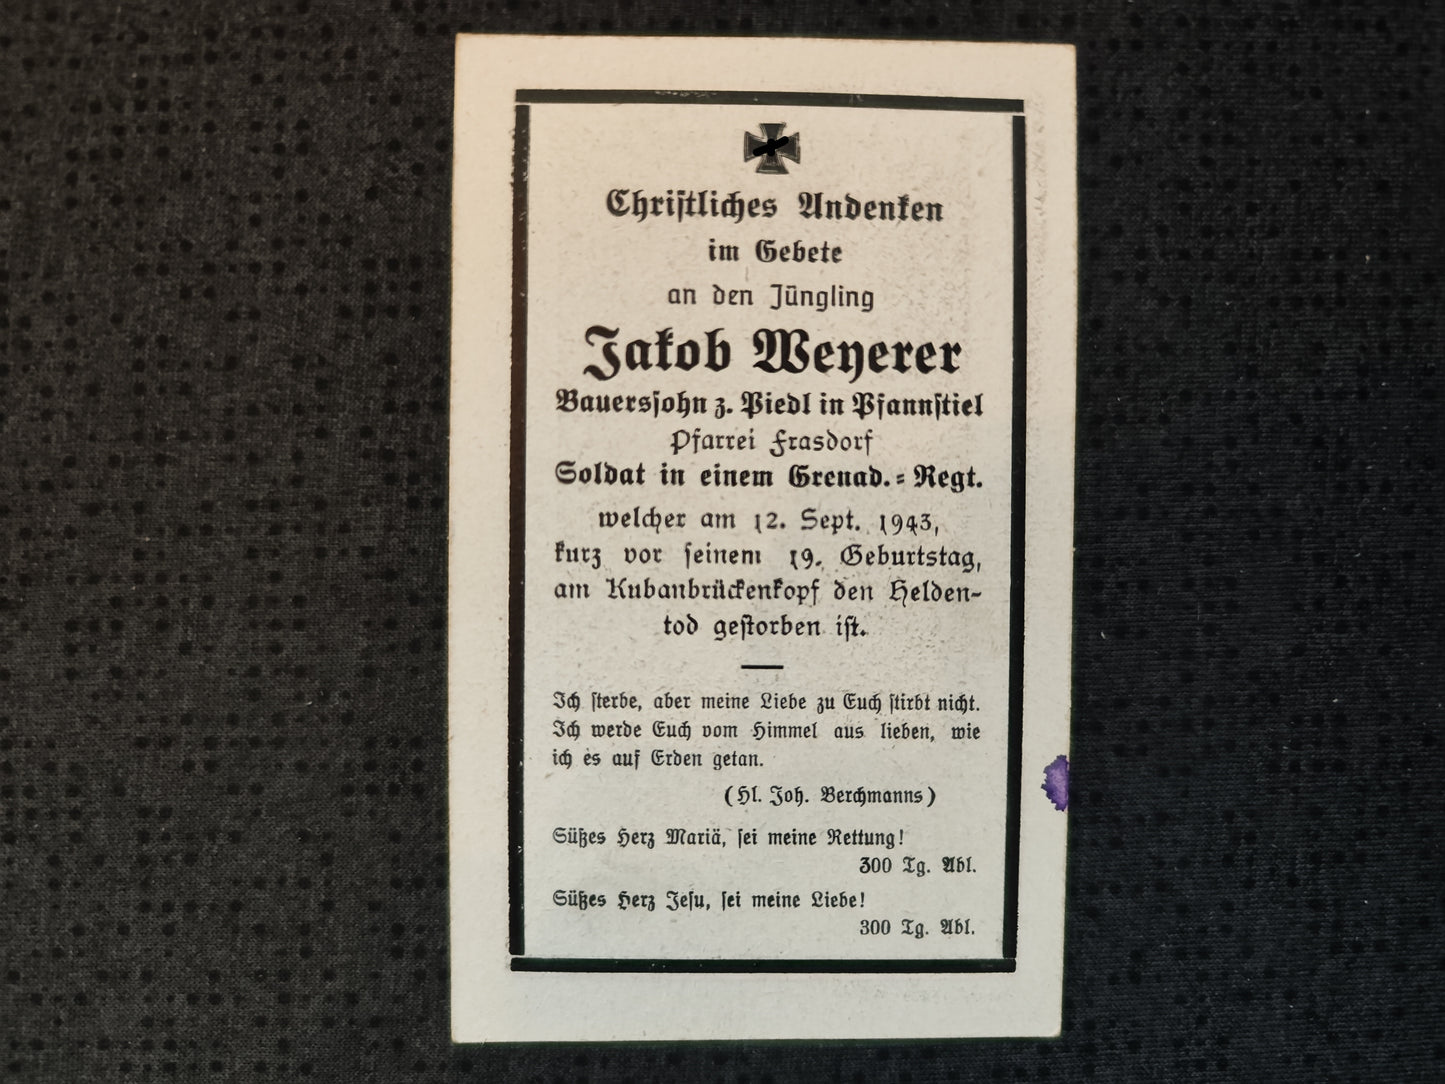 Christliches Andenken
im Gebete
an den Jüngling
Jakob Weyerer
Bauerssohn z. Piedl in Pfannstiel
Pfarrei Frasdorf
Soldat in einem Grenad.-Regt.
welcher am 12. Sept. 1943,
kurz vor seinem 19. Geburtstag,
am Kubanbrückenkopf den Helden-
tod gestorben ist.
Ich sterbe, aber meine Liebe zu Euch stirbt nicht.
Ich werde Euch vom Himmel aus lieben, wie
ich es auf Erden getan.
(Hl. Joh. Berchmanns)
Süßes Herz Mariä, sei meine Rettung!
300 Tg. Abl.
Süßes Herz Jesu, sei meine Liebe!
300 Tg. Abl.